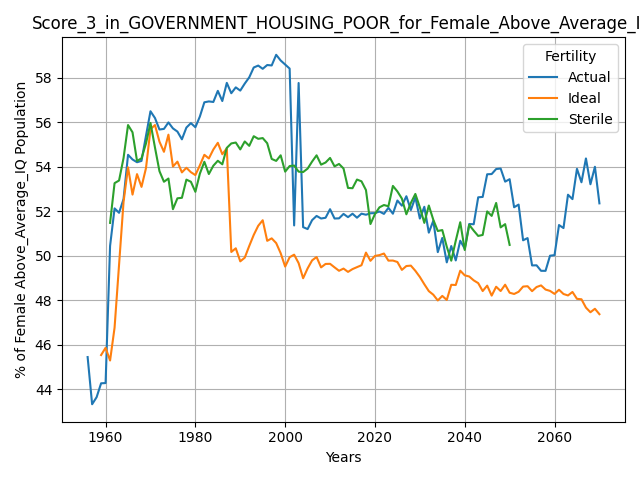 Score_3_in_GOVERNMENT_HOUSING_POOR_for_Female_Above_Average_I
% of Female Above_Average_IQ Population
58
56
54
52
50
48
46
44
Fertility
Actual
Ideal
Sterile
1960 1980 2000 2020 2040 2060
Years